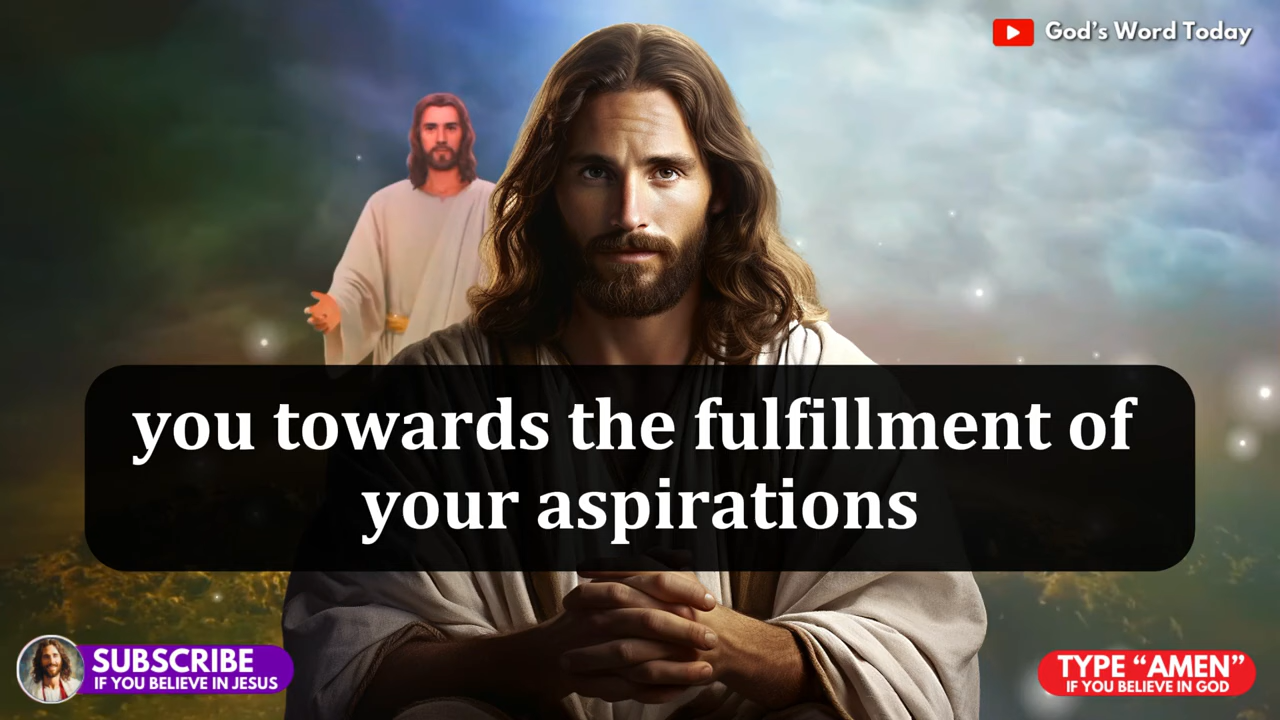 God's Word Today
you towards the fulfillment of
your aspirations
SUBSCRIBE
IF YOU BELIEVE IN JESUS
TYPE “AMEN”
IF YOU BELIEVE IN GOD